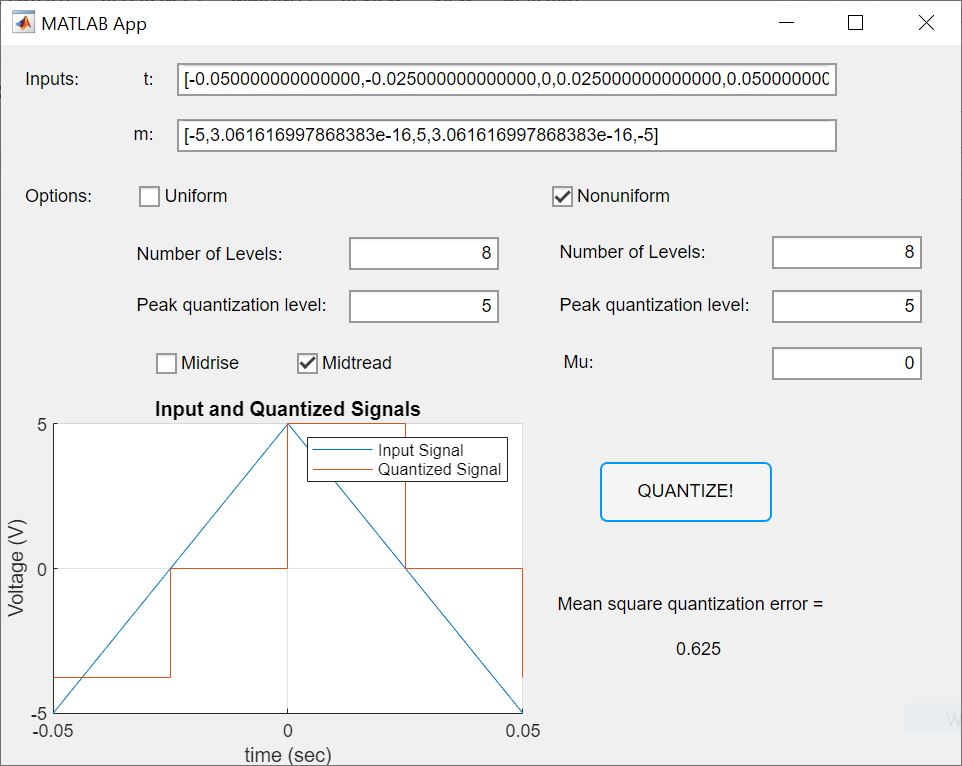 MATLAB App
Inputs: t: [-0.050000000000000,-0.025000000000000,0,0.025000000000000,0.050000000
m: [-5,3.061616997868383e-16,5,3.061616997868383e-16,-5]
Options: Uniform Nonuniform
Number of Levels: 8 Number of Levels: 8
Peak quantization level: 5 Peak quantization level: 5
Midrise Midtread Mu: 0
Input and Quantized Signals
5
Input Signal
Quantized Signal
QUANTIZE!
Voltage (V)
0
Mean square quantization error =
0.625
-5
-0.05 0 0.05
time (sec)